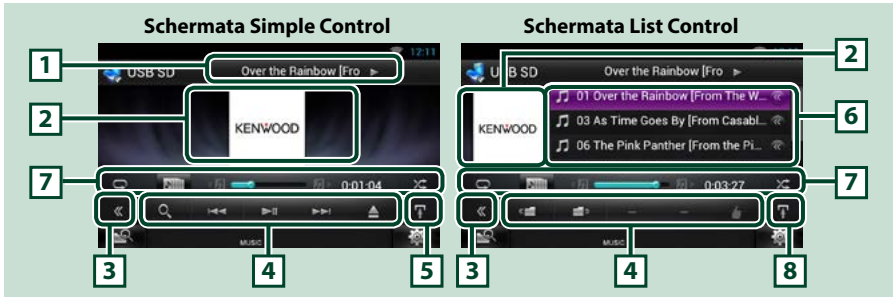 Schermata Simple Control
Schermata List Control
12:11
1
USB SD
Over the Rainbow [Fro
2
KENWOOD
7
0:01:04
MUSIC
3
4
5
2
USB SD
Over the Rainbow [Fro
KENWOOD
01 Over the Rainbow [From The W...
03 As Time Goes By [From Casabl...
06 The Pink Panther [From the Pi...
6
0:03:27
7
MUSIC
3
4
8